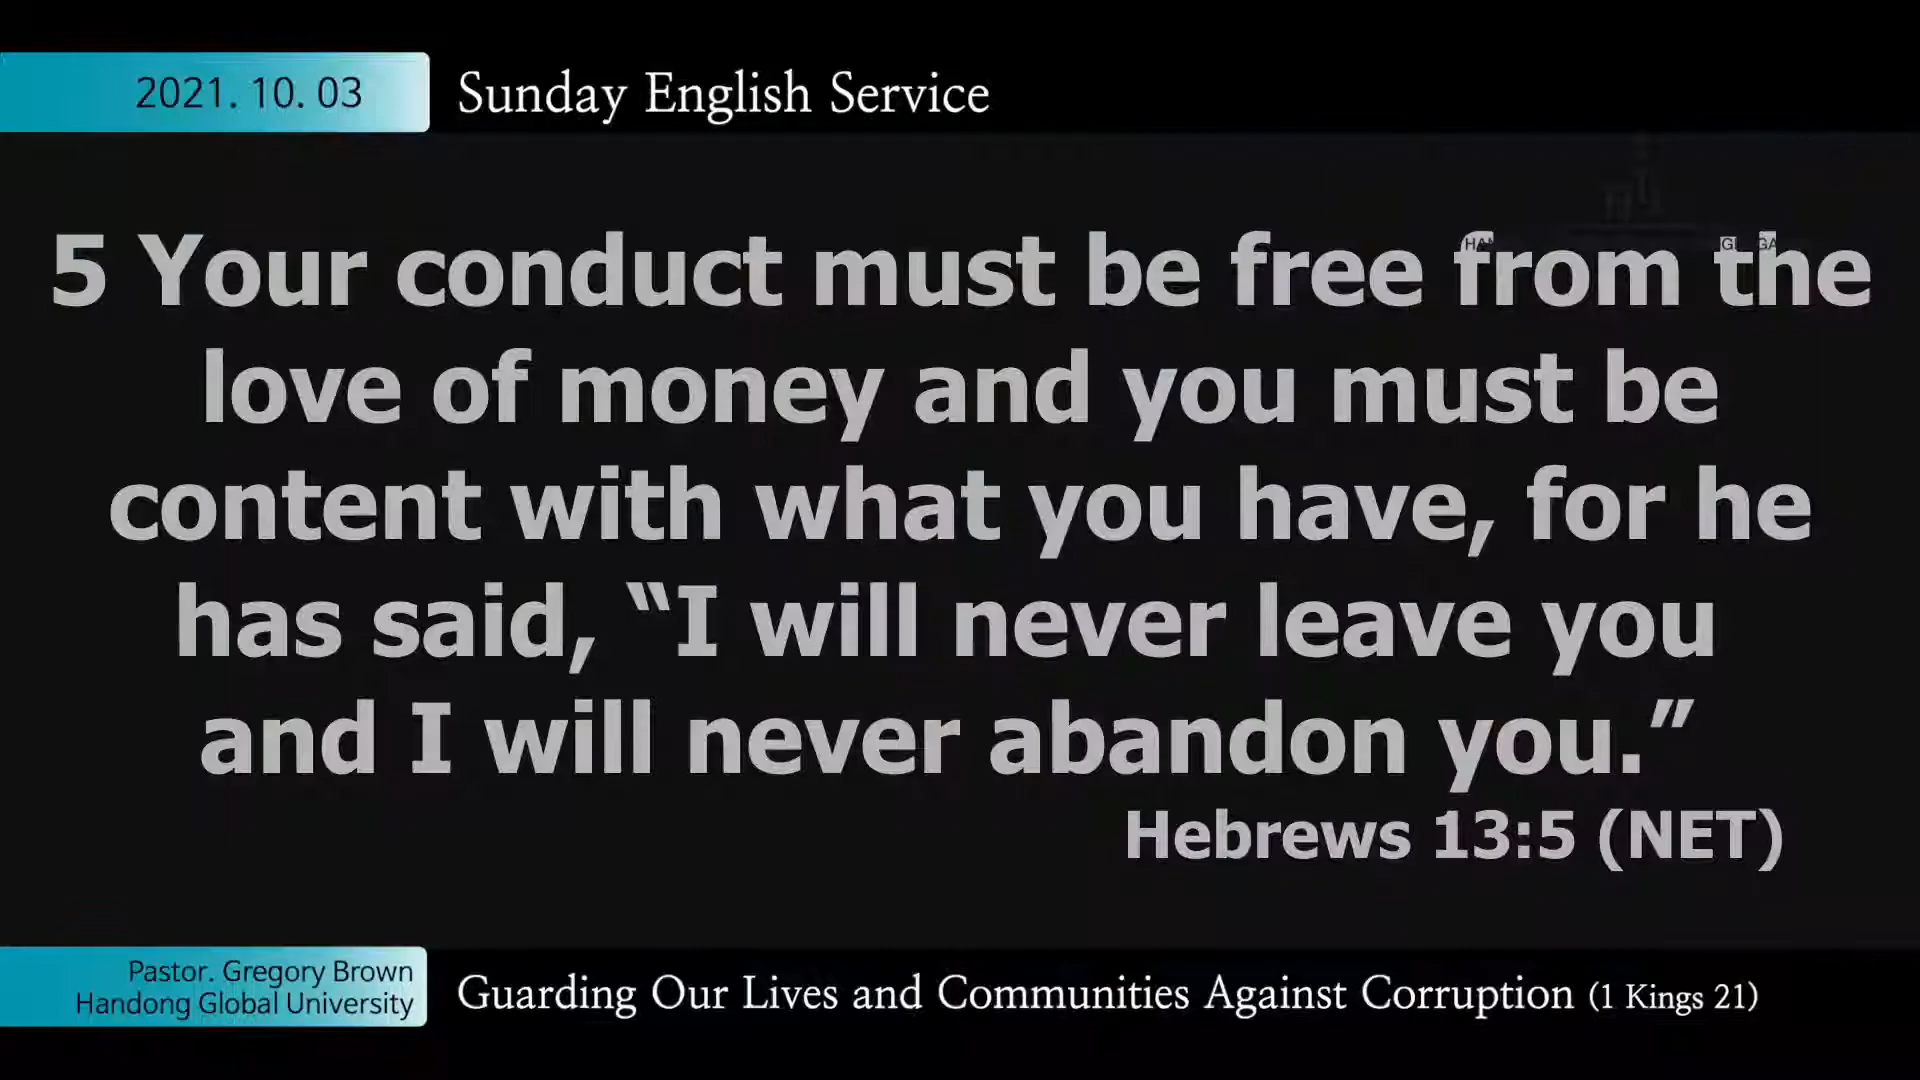 2021. 10. 03
Sunday English Service
5 Your conduct must be free from the
love of money and you must be
content with what you have, for he
has said, “I will never leave you
and I will never abandon you.”
Hebrews 13:5 (NET)
Pastor. Gregory Brown
Handong Global University
Guarding Our Lives and Communities Against Corruption (1 Kings 21)